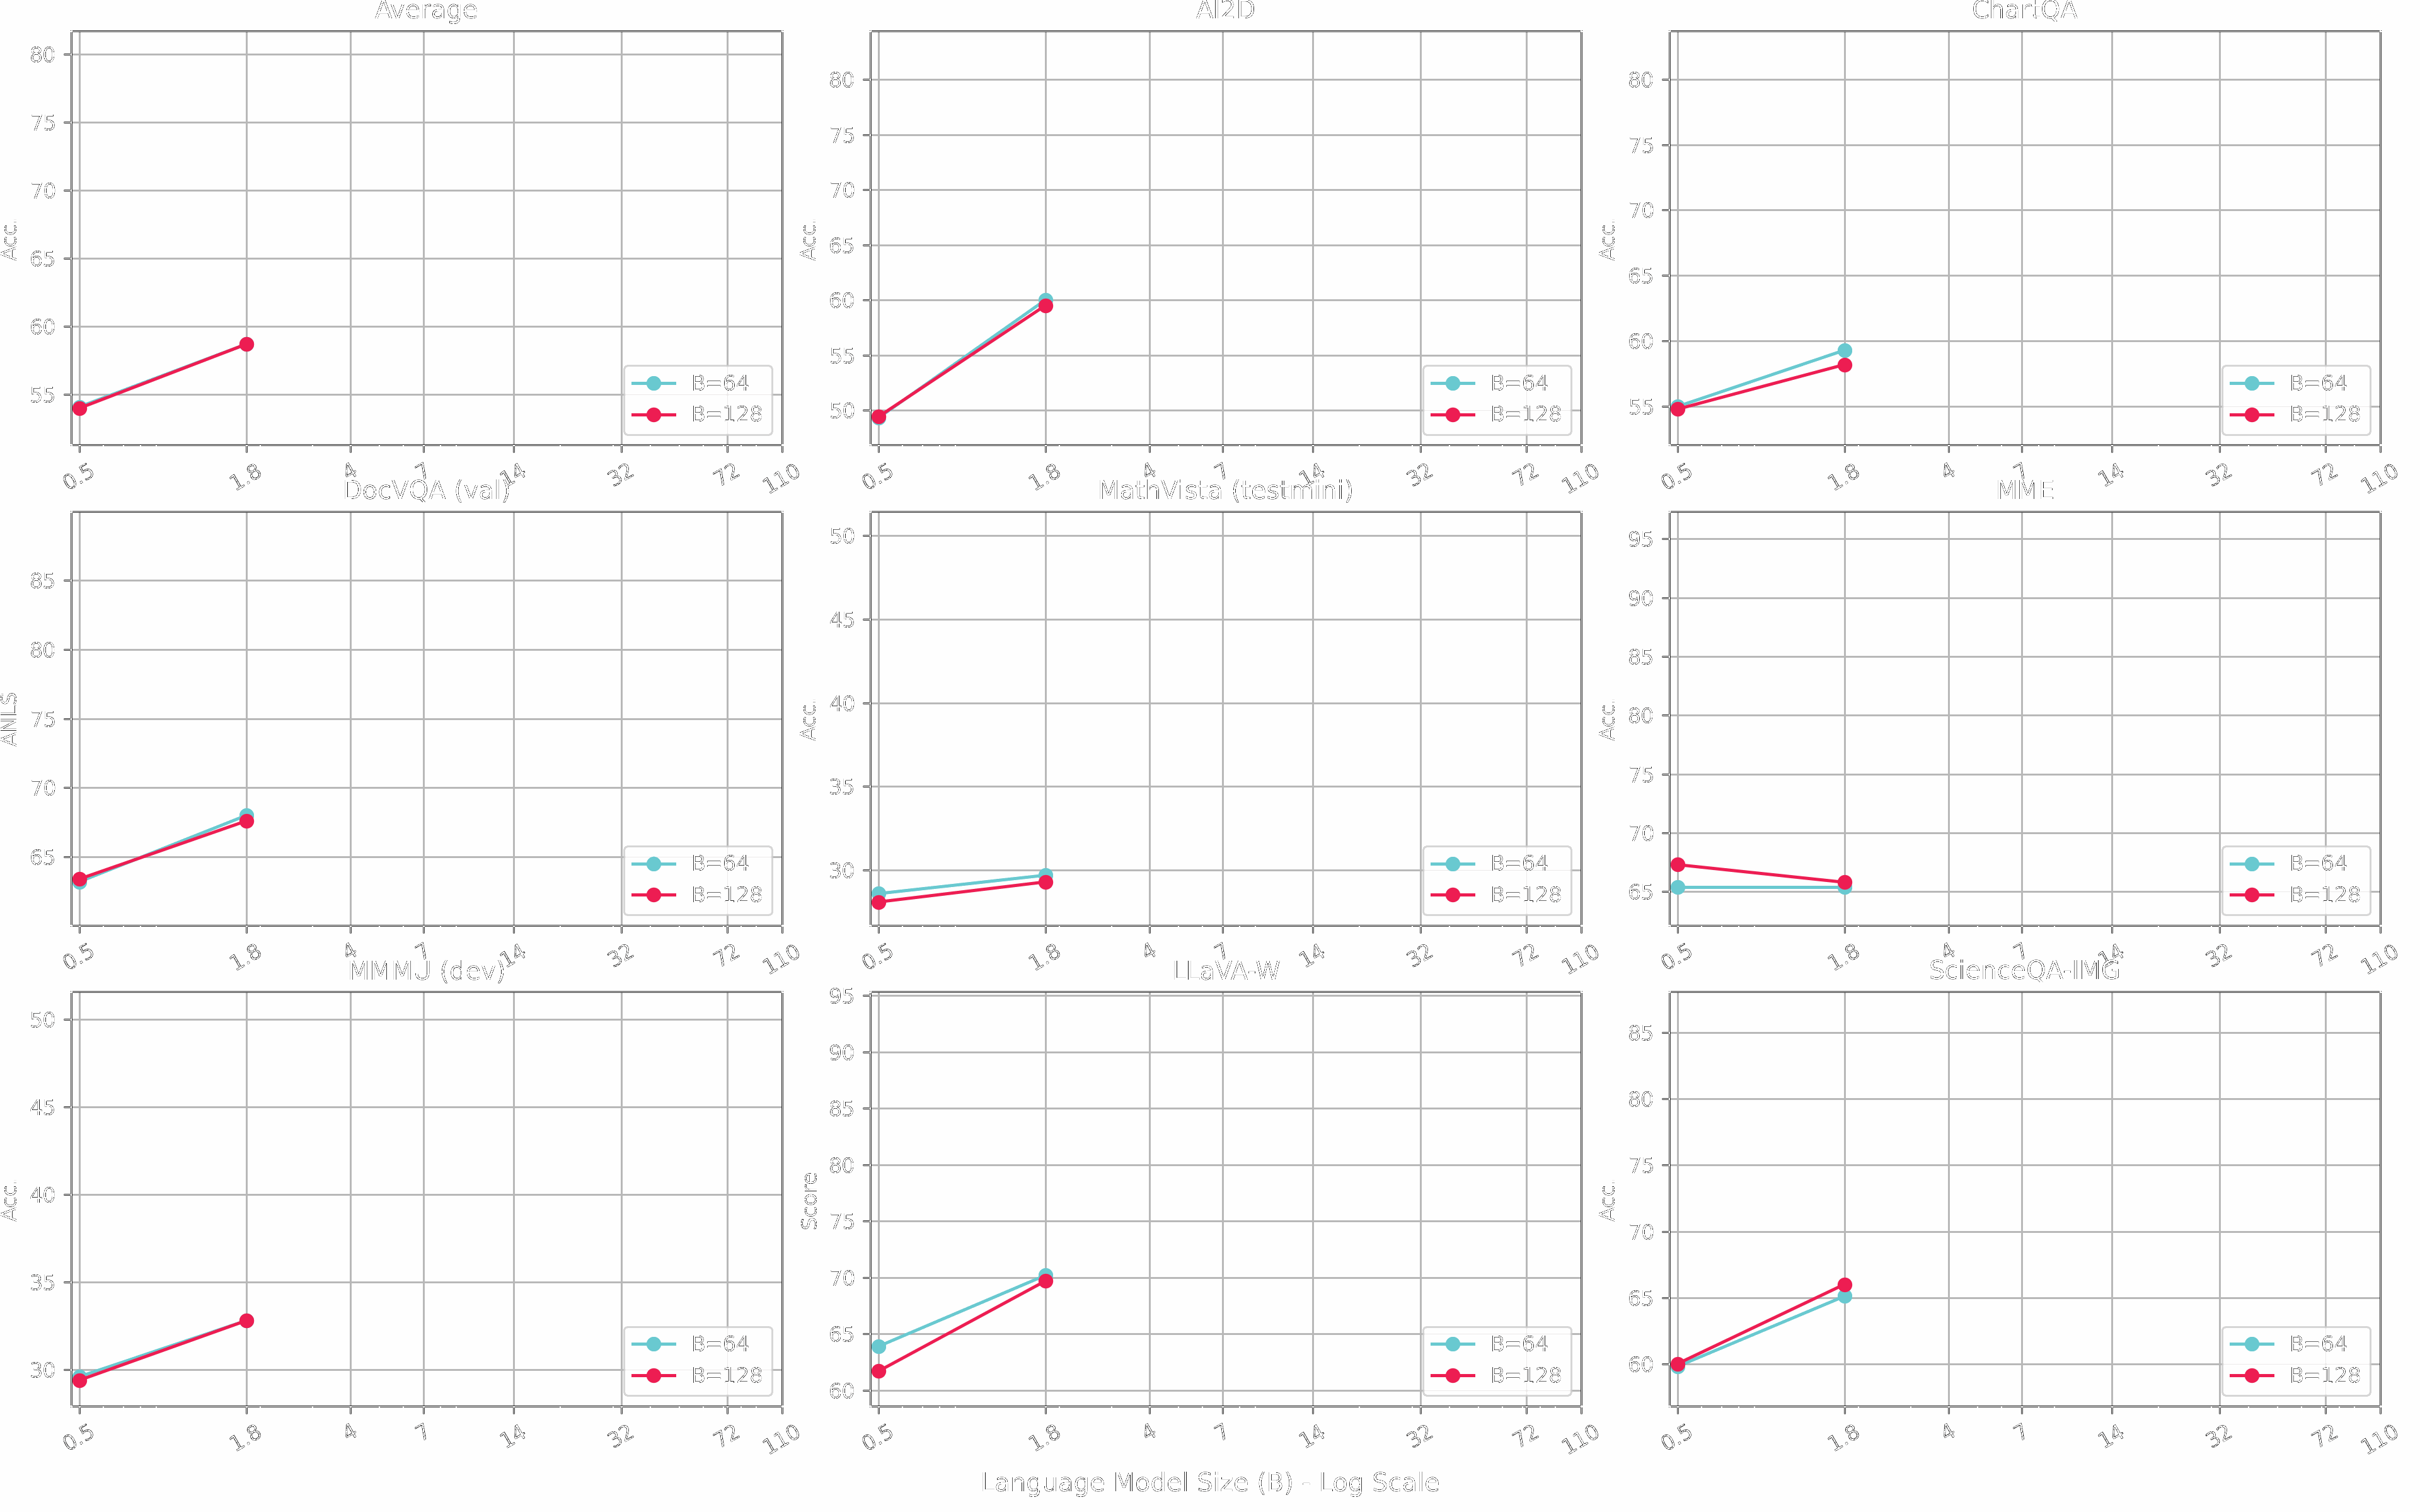 Average
80
75
70
65
60
55
Acc.
B=64
B=128
0.5 1.8 4 7 14 32 72 110
AI2D
80
75
70
65
60
55
50
Acc.
B=64
B=128
0.5 1.8 4 7 14 32 72 110
ChartQA
80
75
70
65
60
55
Acc.
B=64
B=128
0.5 1.8 4 7 14 32 72 110
DocVQA (val)
85
80
75
70
65
ANLS
B=64
B=128
0.5 1.8 4 7 14 32 72 110
MathVista (testmini)
50
45
40
35
30
Acc.
B=64
B=128
0.5 1.8 4 7 14 32 72 110
MME
95
90
85
80
75
70
65
Acc.
B=64
B=128
0.5 1.8 4 7 14 32 72 110
MMMU (dev)
50
45
40
35
30
Acc.
B=64
B=128
0.5 1.8 4 7 14 32 72 110
LLaVA-W
95
90
85
80
75
70
65
60
Score
B=64
B=128
0.5 1.8 4 7 14 32 72 110
ScienceQA-IMG
85
80
75
70
65
60
Acc.
B=64
B=128
0.5 1.8 4 7 14 32 72 110
Language Model Size (B) - Log Scale